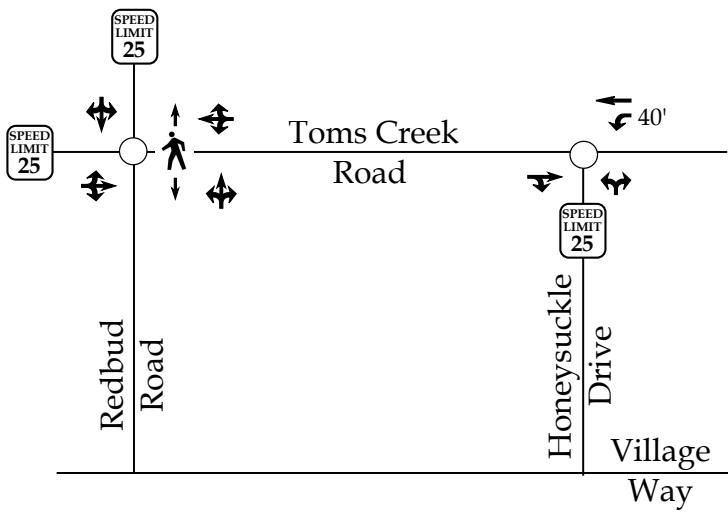 SPEED
LIMIT
25
SPEED
LIMIT
25
Toms Creek
Road
40'
SPEED
LIMIT
25
Redbud
Road
Honeysuckle
Drive
Village
Way